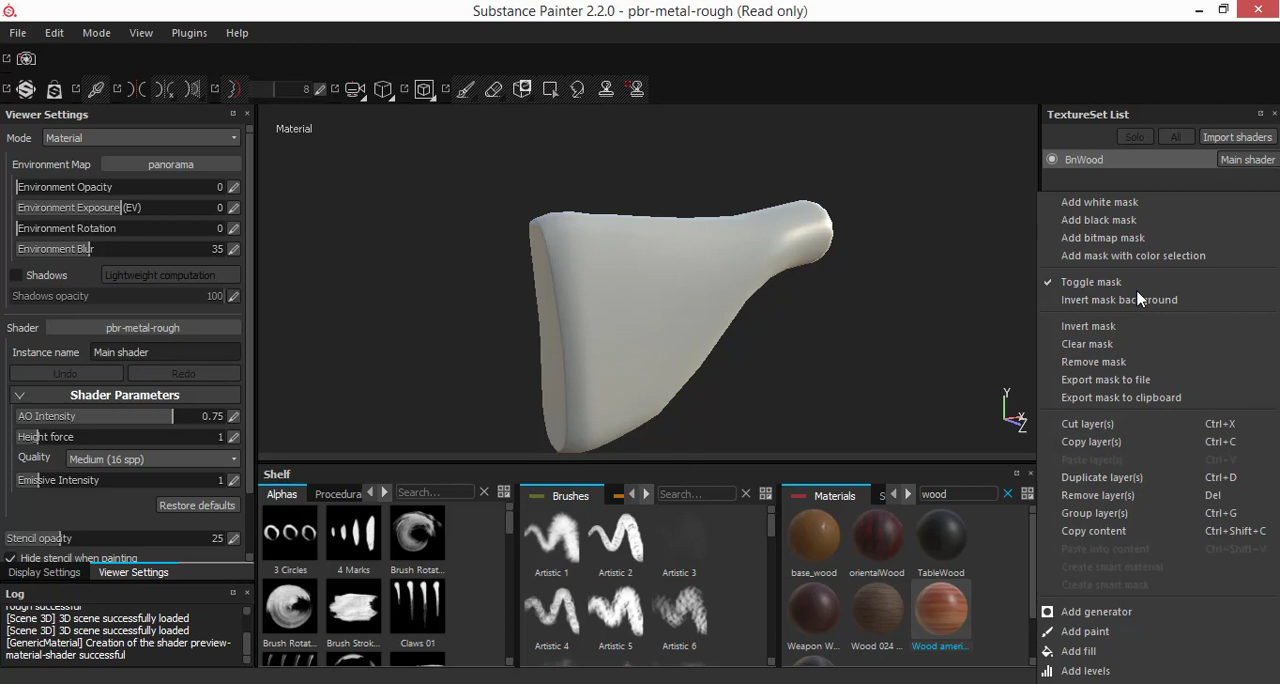 Substance Painter 2.2.0 - pbr-metal-rough (Read only)
File Edit Mode View Plugins Help
8
Viewer Settings
Mode Material
Environment Map panorama
Environment Opacity 0
Environment Exposure (EV) 0
Environment Rotation 0
Environment Blur 35
Shadows Lightweight computation
Shadows opacity 100
Shader pbr-metal-rough
Instance name Main shader
Undo Redo
Shader Parameters
AO Intensity 0.75
Height force 1
Quality Medium (16 spp)
Emissive Intensity 1
Restore defaults
Stencil opacity 25
Hide stencil when painting
Display Settings Viewer Settings
Log
rough successful
[Scene 3D] 3D scene successfully loaded
[Scene 3D] 3D scene successfully loaded
[GenericMaterial] Creation of the shader preview-
material-shader successful
Material
Y
X
Z
Shelf
Alphas Procedura Search...
3 Circles 4 Marks Brush Rotat...
Brush Rotat... Brush Strok... Claws 01
Brushes Search...
Artistic 1 Artistic 2 Artistic 3
Artistic 4 Artistic 5 Artistic 6
Materials S wood
base_wood orientalWood TableWood
Weapon W... Wood 024 ... Wood ameri...
TextureSet List
Solo All Import shaders
BnWood Main shader
Add white mask
Add black mask
Add bitmap mask
Add mask with color selection
Toggle mask
Invert mask background
Invert mask
Clear mask
Remove mask
Export mask to file
Export mask to clipboard
Cut layer(s) Ctrl+X
Copy layer(s) Ctrl+C
Paste layer(s) Ctrl+V
Duplicate layer(s) Ctrl+D
Remove layer(s) Del
Group layer(s) Ctrl+G
Copy content Ctrl+Shift+C
Paste into content Ctrl+Shift+V
Create smart material
Create smart mask
Add generator
Add paint
Add fill
Add levels